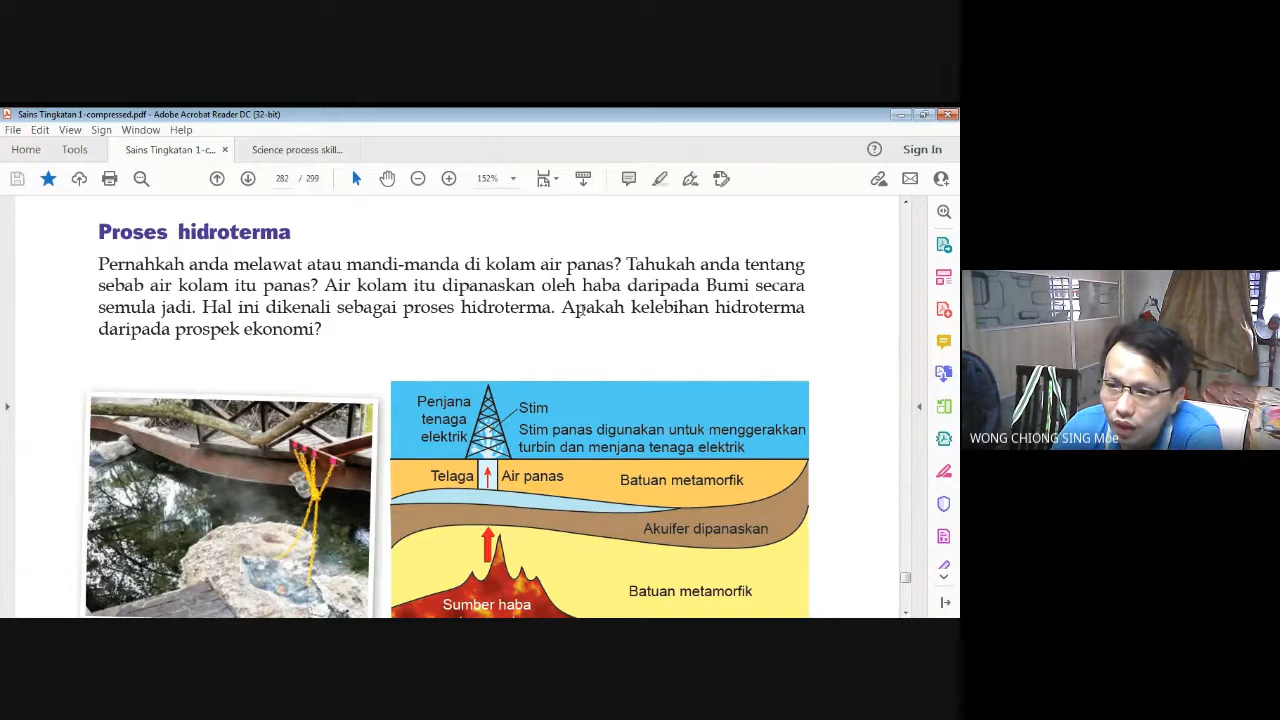 Sains Tingkatan 1-compressed.pdf - Adobe Acrobat Reader DC (32-bit)
File Edit View Sign Window Help
Home Tools Sains Tingkatan 1-c... × Science process skill... Sign In
282 / 299 152%
Proses hidroterma
Pernahkah anda melawat atau mandi-manda di kolam air panas? Tahukah anda tentang
sebab air kolam itu panas? Air kolam itu dipanaskan oleh haba daripada Bumi secara
semula jadi. Hal ini dikenali sebagai proses hidroterma. Apakah kelebihan hidroterma
daripada prospek ekonomi?
Penjana
tenaga
elektrik
Stim
Stim panas digunakan untuk menggerakkan
turbin dan menjana tenaga elektrik
Telaga Air panas Batuan metamorfik
Akuifer dipanaskan
Batuan metamorfik
Sumber haba
WONG CHIONG SING Moe